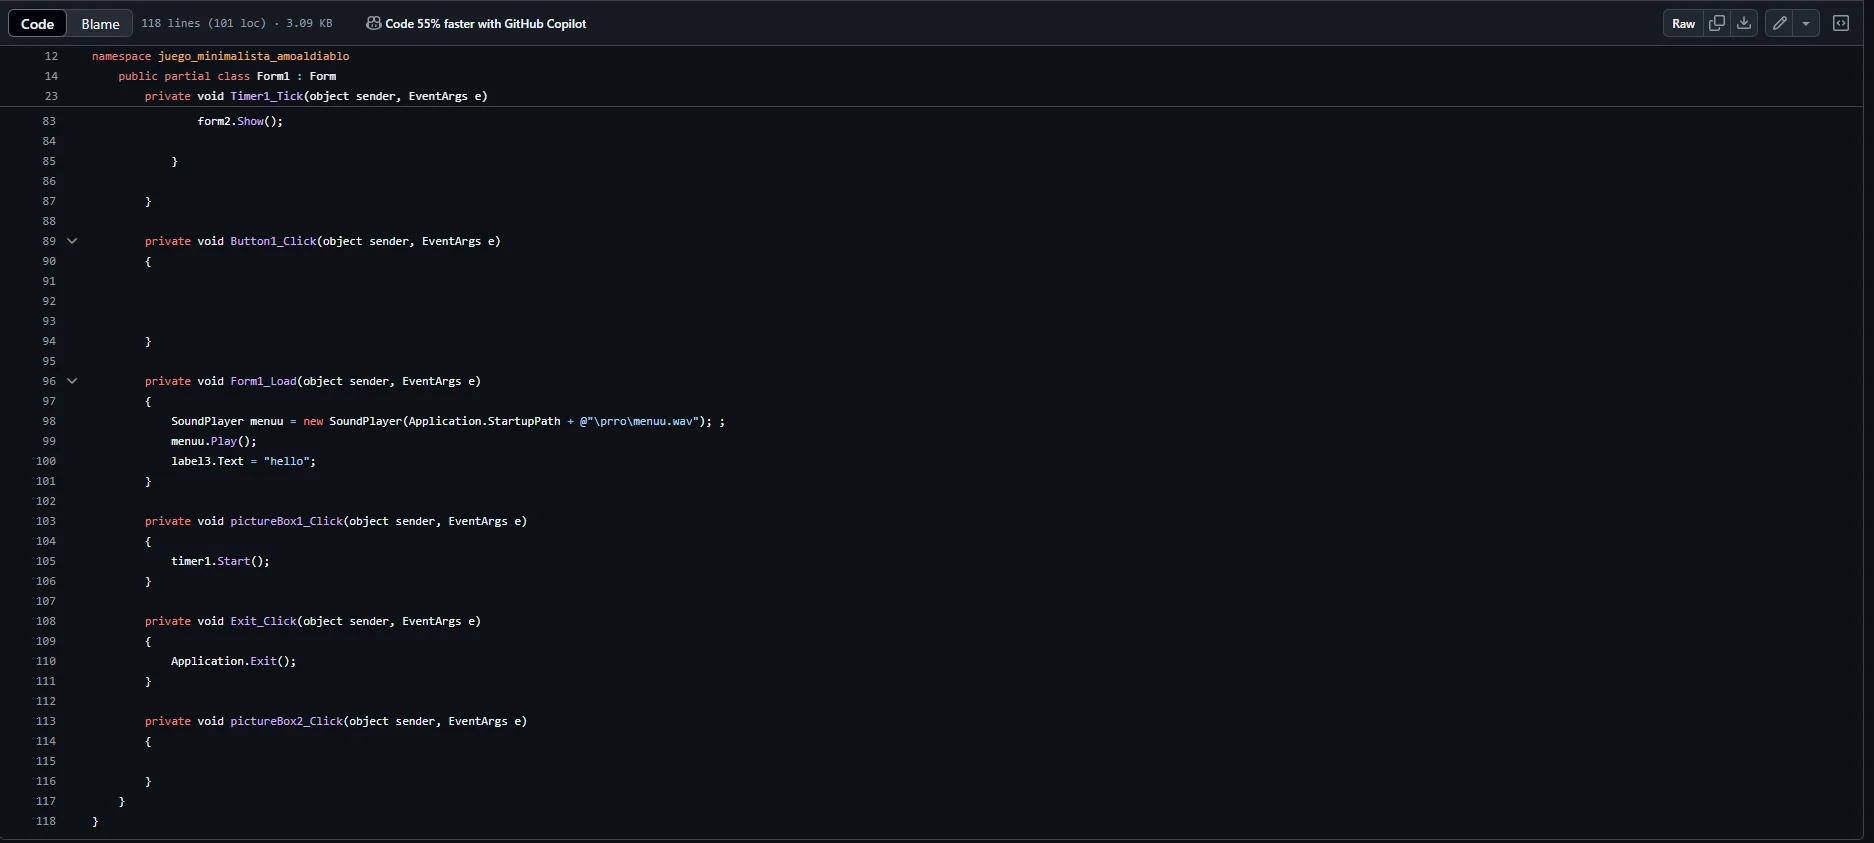 Code Blame 118 lines (101 loc) · 3.09 KB Code 55% faster with GitHub Copilot Raw
12 namespace juego_minimalista_amoaldiablo
14 public partial class Form1 : Form
23 private void Timer1_Tick(object sender, EventArgs e)
83 form2.Show();
84
85 }
86
87 }
88
89 private void Button1_Click(object sender, EventArgs e)
90 {
91
92
93
94 }
95
96 private void Form1_Load(object sender, EventArgs e)
97 {
98 SoundPlayer menuu = new SoundPlayer(Application.StartupPath + @"\prro\menuu.wav"); ;
99 menuu.Play();
100 label3.Text = "hello";
101 }
102
103 private void pictureBox1_Click(object sender, EventArgs e)
104 {
105 timer1.Start();
106 }
107
108 private void Exit_Click(object sender, EventArgs e)
109 {
110 Application.Exit();
111 }
112
113 private void pictureBox2_Click(object sender, EventArgs e)
114 {
115
116 }
117 }
118 }